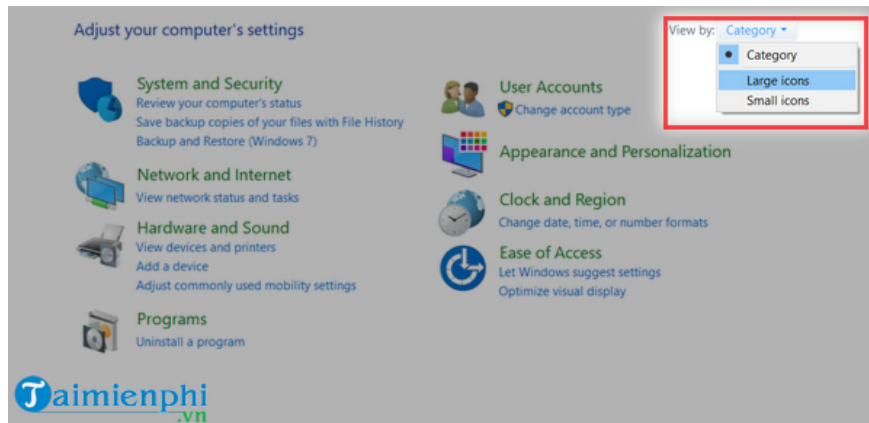 Adjust your computer's settings
View by: Category
Category
Large icons
Small icons
System and Security
Review your computer's status
Save backup copies of your files with File History
Backup and Restore (Windows 7)
Network and Internet
View network status and tasks
Hardware and Sound
View devices and printers
Add a device
Adjust commonly used mobility settings
Programs
Uninstall a program
User Accounts
Change account type
Appearance and Personalization
Clock and Region
Change date, time, or number formats
Ease of Access
Let Windows suggest settings
Optimize visual display
Taimienphi
.vn